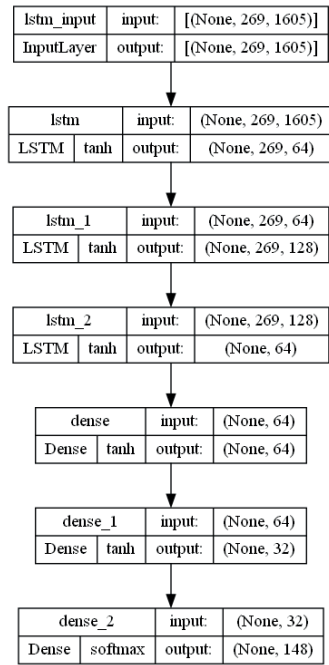 lstm_input input: [(None, 269, 1605)]
InputLayer output: [(None, 269, 1605)]
lstm input: (None, 269, 1605)
LSTM tanh output: (None, 269, 64)
lstm_1 input: (None, 269, 64)
LSTM tanh output: (None, 269, 128)
lstm_2 input: (None, 269, 128)
LSTM tanh output: (None, 64)
dense input: (None, 64)
Dense tanh output: (None, 64)
dense_1 input: (None, 64)
Dense tanh output: (None, 32)
dense_2 input: (None, 32)
Dense softmax output: (None, 148)